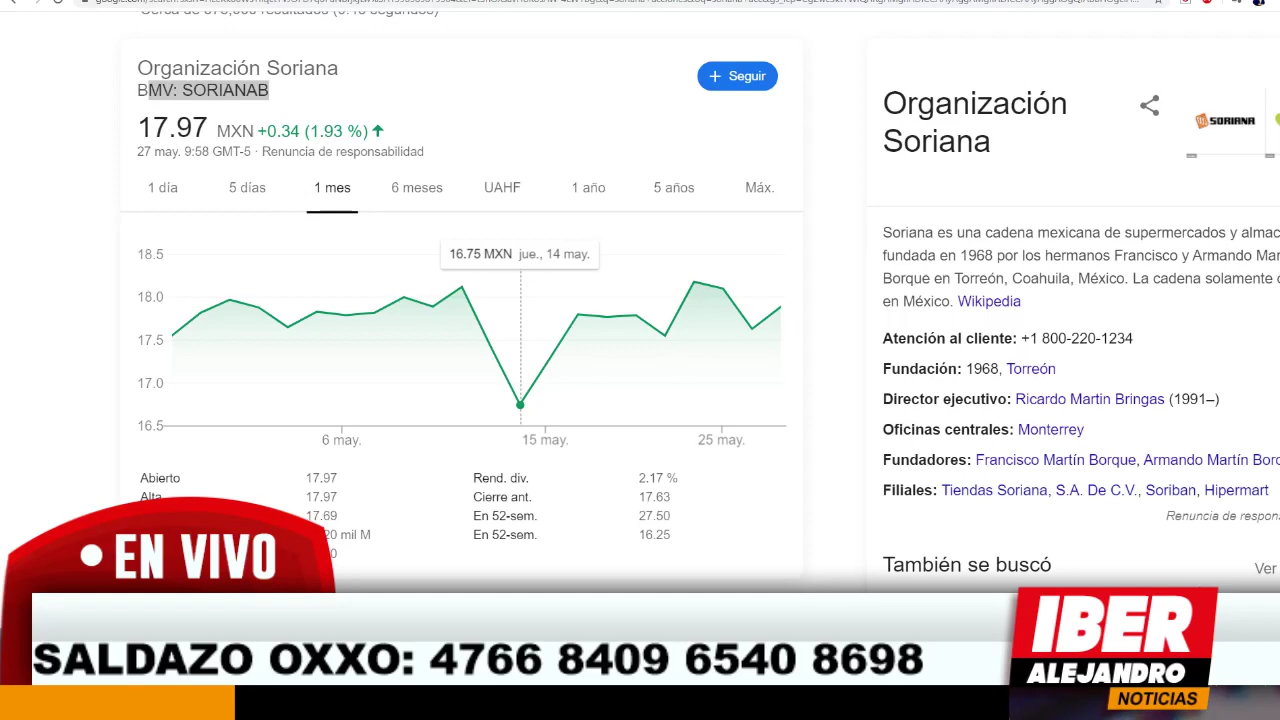 Organización Soriana
BMV: SORIANAB
+ Seguir
17.97 MXN +0.34 (1.93 %) ↑
27 may. 9:58 GMT-5 · Renuncia de responsabilidad
1 día 5 días 1 mes 6 meses UAHF 1 año 5 años Máx.
16.75 MXN jue., 14 may.
18.5
18.0
17.5
17.0
16.5
6 may. 15 may. 25 may.
Abierto 17.97 Rend. div. 2.17 %
Alta 17.97 Cierre ant. 17.63
17.69 En 52-sem. 27.50
20 mil M En 52-sem. 16.25
Organización
Soriana
SORIANA
Soriana es una cadena mexicana de supermercados y almac
fundada en 1968 por los hermanos Francisco y Armando Mar
Borque en Torreón, Coahuila, México. La cadena solamente
en México. Wikipedia
Atención al cliente: +1 800-220-1234
Fundación: 1968, Torreón
Director ejecutivo: Ricardo Martin Bringas (1991–)
Oficinas centrales: Monterrey
Fundadores: Francisco Martín Borque, Armando Martín Borq
Filiales: Tiendas Soriana, S.A. De C.V., Soriban, Hipermart
Renuncia de respons
También se buscó
Ver
EN VIVO
SALDAZO OXXO: 4766 8409 6540 8698
IBER
ALEJANDRO
NOTICIAS